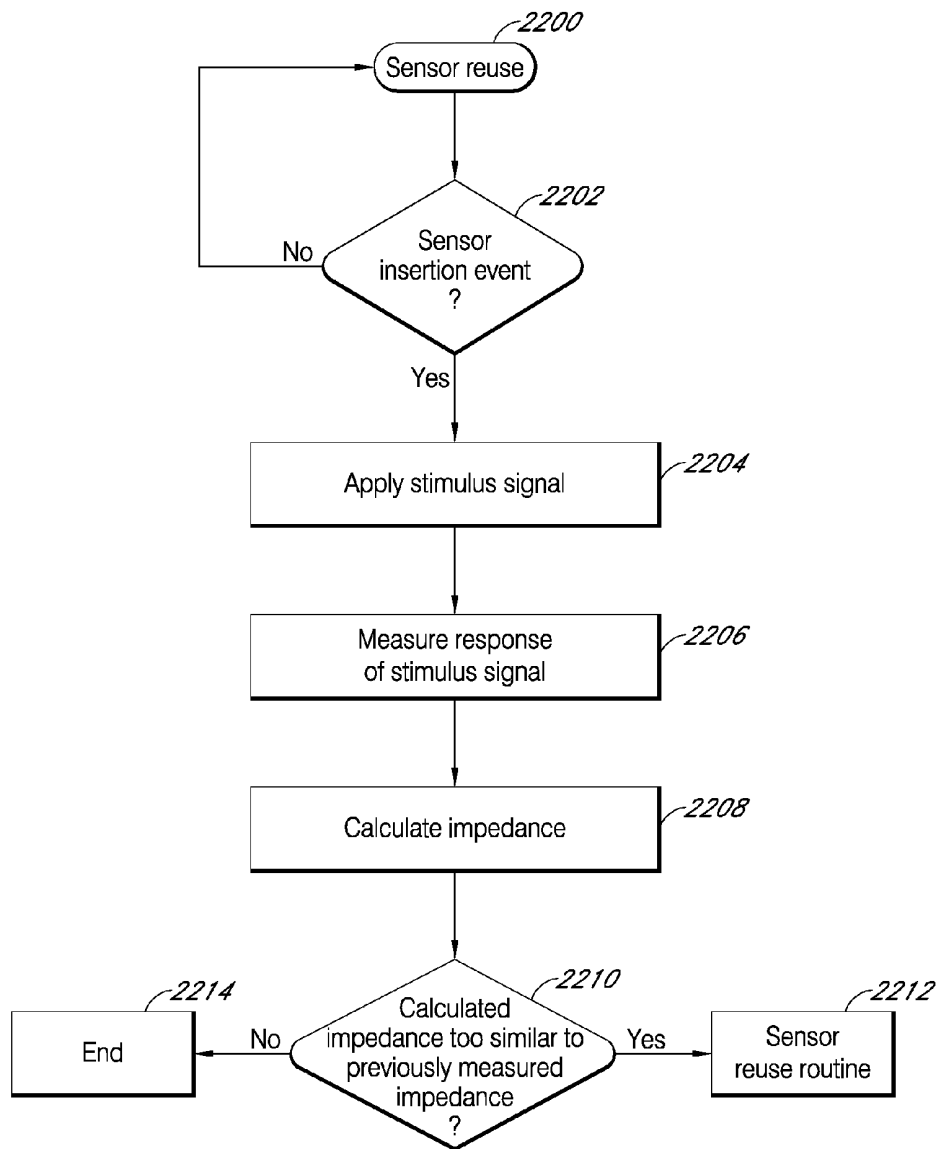 2200
Sensor reuse
2202
Sensor
insertion event
?
No
Yes
2204
Apply stimulus signal
2206
Measure response
of stimulus signal
2208
Calculate impedance
2210
Calculated
impedance too similar to
previously measured
impedance
?
No
Yes
2214
End
2212
Sensor
reuse routine